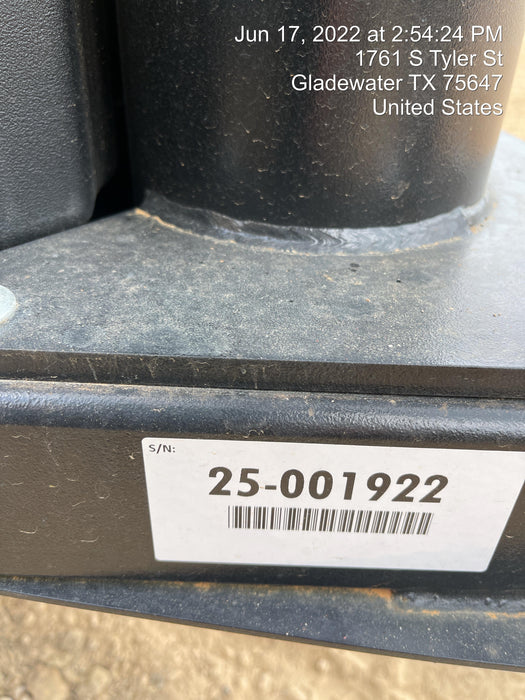 Jun 17, 2022 at 2:54:24 PM
1761 S Tyler St
Gladewater TX 75647
United States
S/N:
25-001922